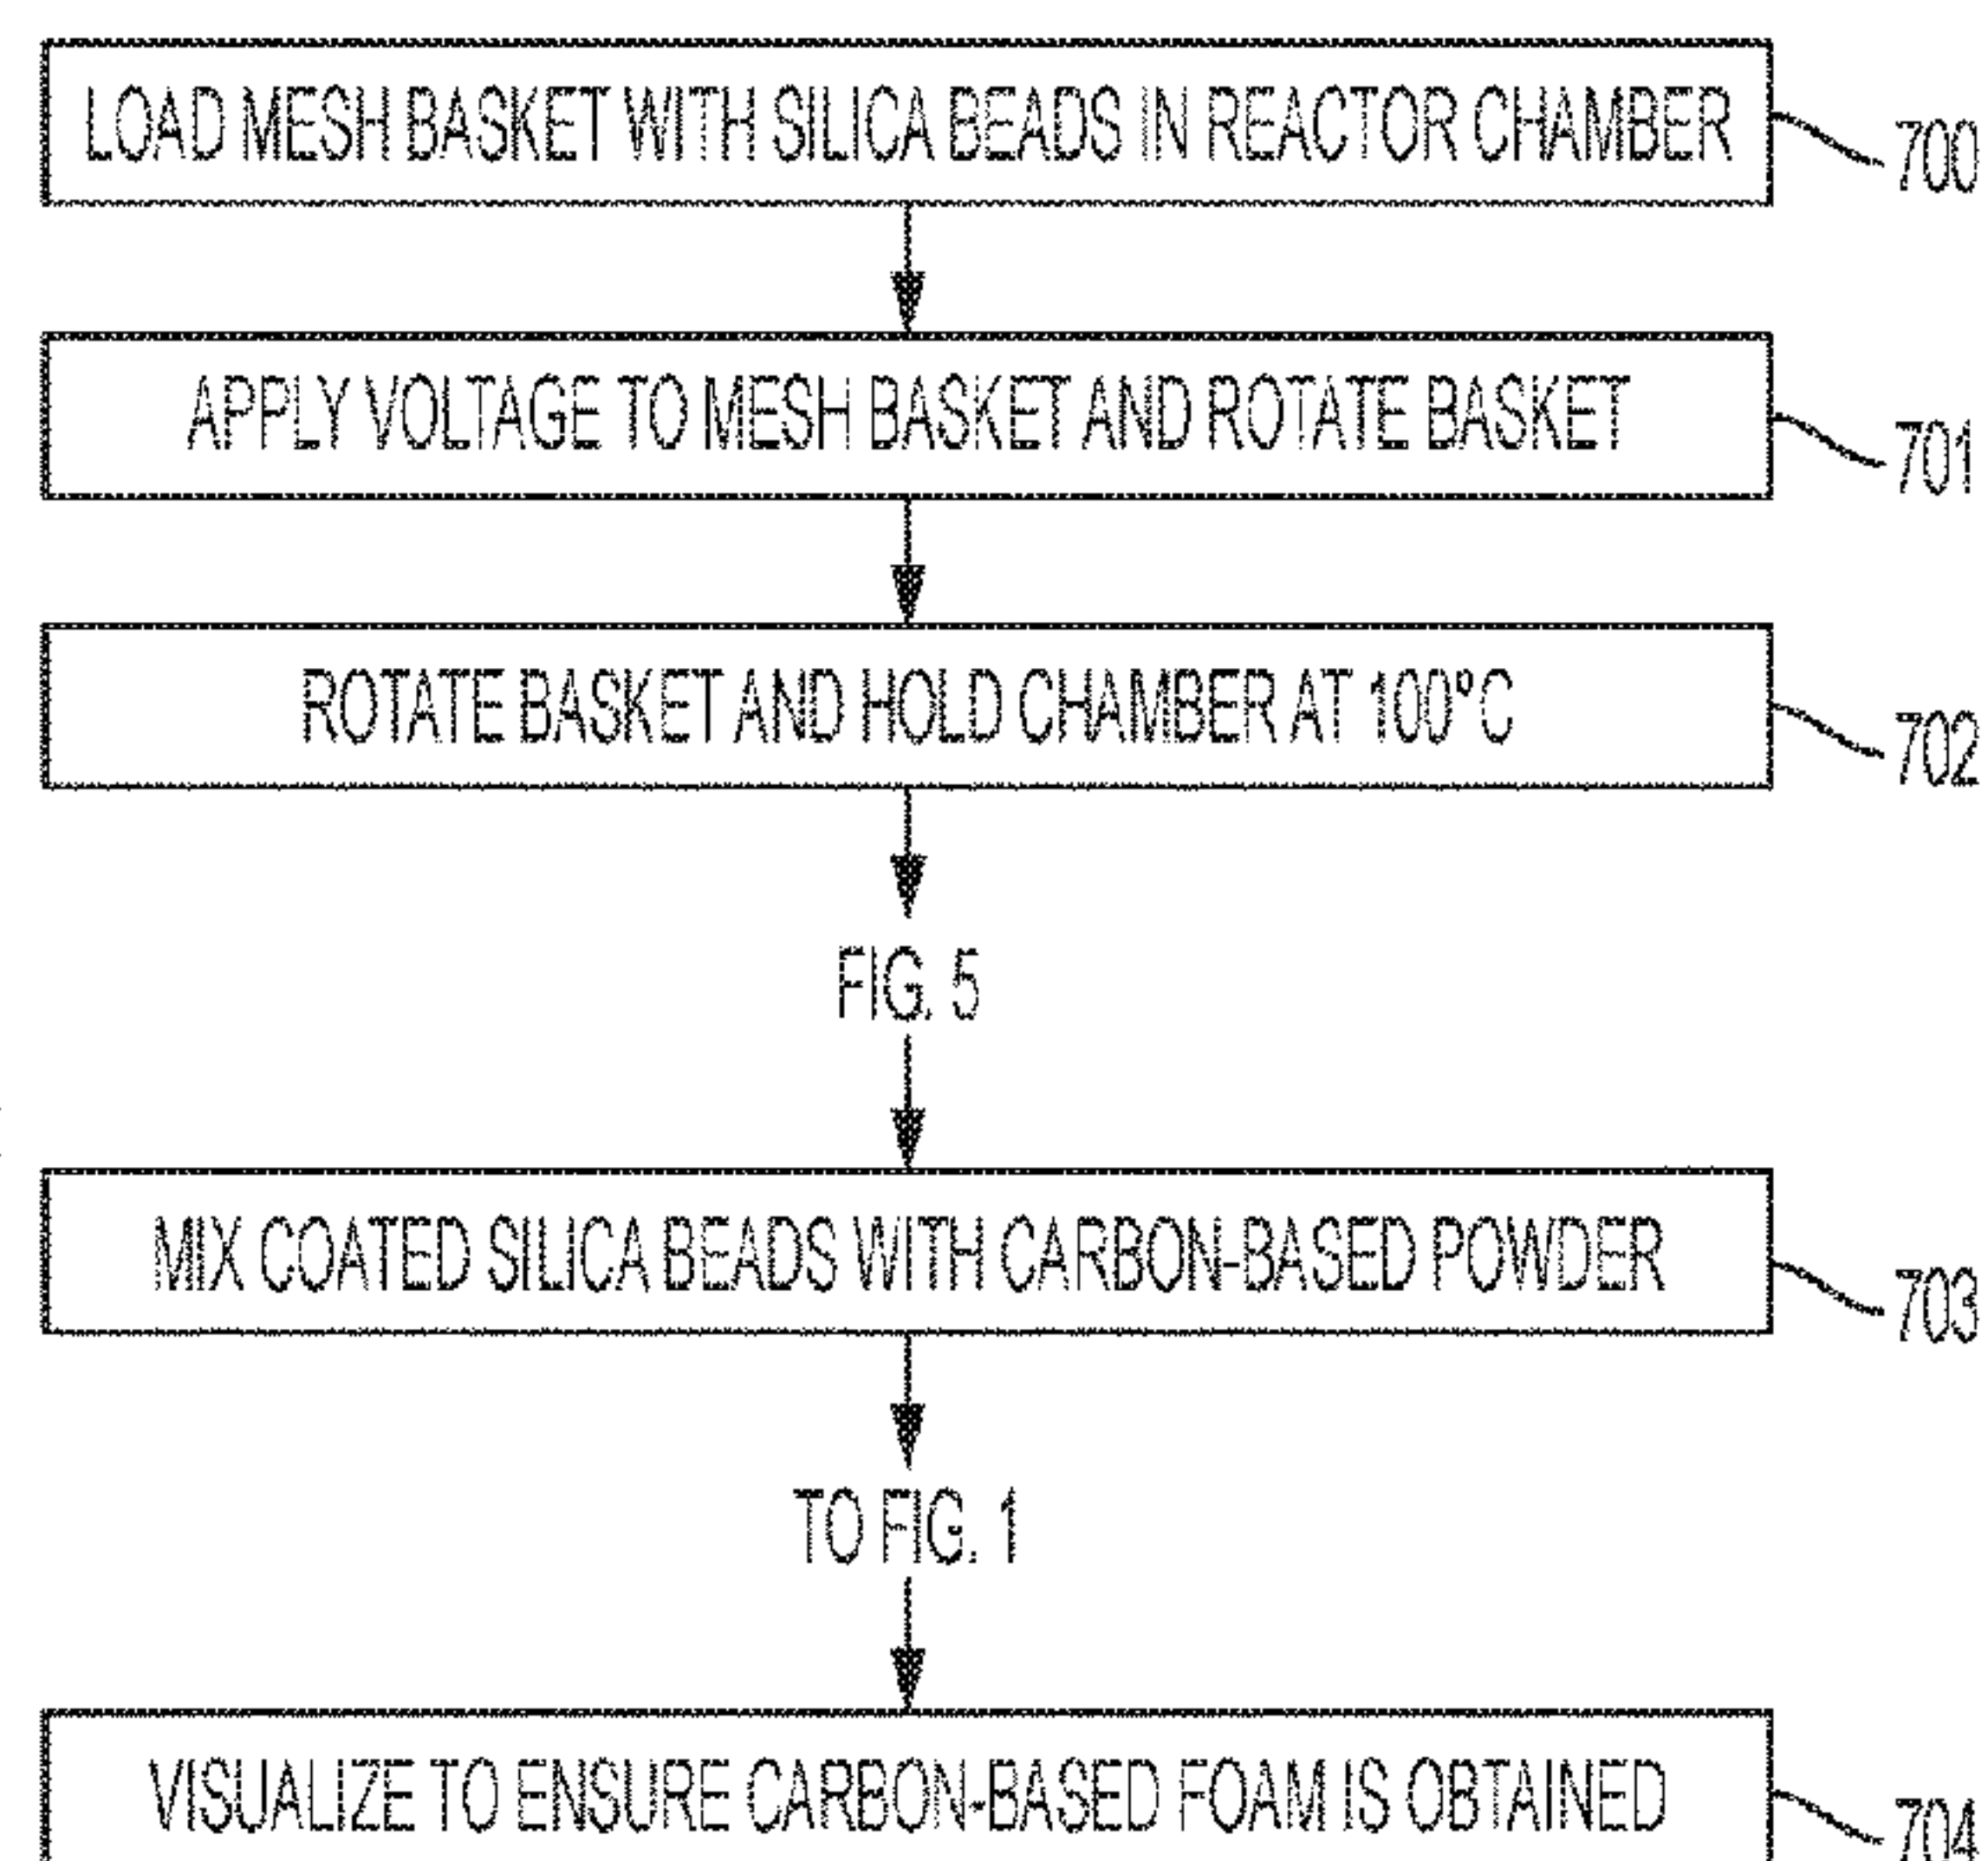 LOAD MESH BASKET WITH SILICA BEADS IN REACTOR CHAMBER
700
APPLY VOLTAGE TO MESH BASKET AND ROTATE BASKET
701
ROTATE BASKET AND HOLD CHAMBER AT 100°C
702
FIG. 5
MIX COATED SILICA BEADS WITH CARBON-BASED POWDER
703
TO FIG. 1
VISUALIZE TO ENSURE CARBON-BASED FOAM IS OBTAINED
704